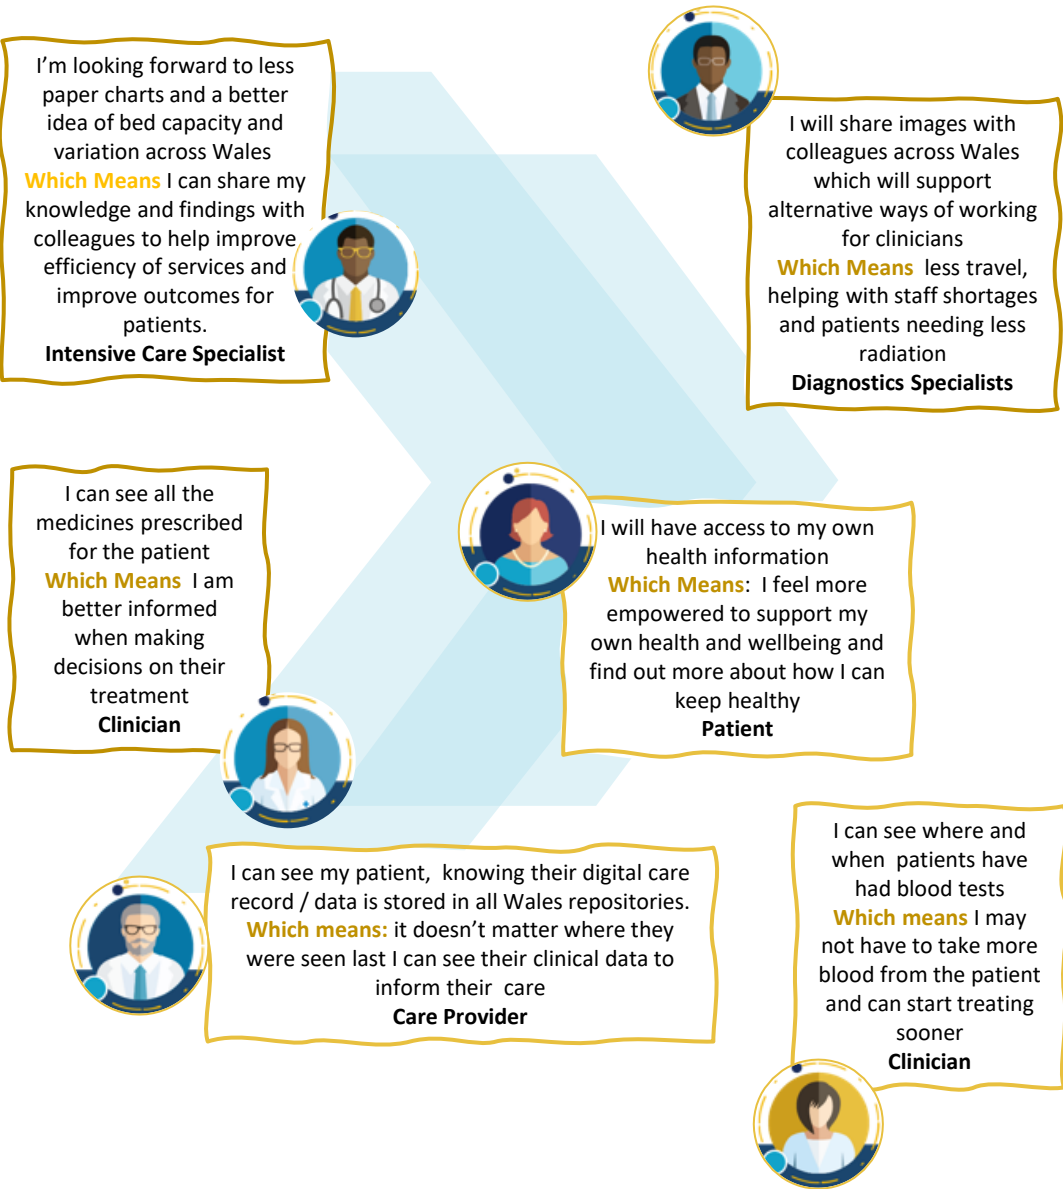 I’m looking forward to less
paper charts and a better
idea of bed capacity and
variation across Wales
Which Means I can share my
knowledge and findings with
colleagues to help improve
efficiency of services and
improve outcomes for
patients.
Intensive Care Specialist
I will share images with
colleagues across Wales
which will support
alternative ways of working
for clinicians
Which Means less travel,
helping with staff shortages
and patients needing less
radiation
Diagnostics Specialists
I can see all the
medicines prescribed
for the patient
Which Means I am
better informed
when making
decisions on their
treatment
Clinician
I will have access to my own
health information
Which Means: I feel more
empowered to support my
own health and wellbeing and
find out more about how I can
keep healthy
Patient
I can see my patient, knowing their digital care
record / data is stored in all Wales repositories.
Which means: it doesn’t matter where they
were seen last I can see their clinical data to
inform their care
Care Provider
I can see where and
when patients have
had blood tests
Which means I may
not have to take more
blood from the patient
and can start treating
sooner
Clinician